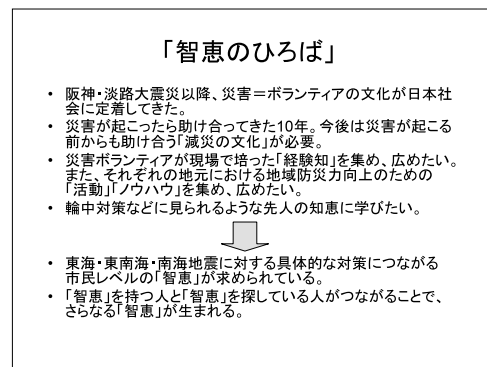 「智恵のひろば」
• 阪神・淡路大震災以降、災害＝ボランティアの文化が日本社
会に定着してきた。
• 災害が起こったら助け合ってきた10年。今後は災害が起こる
前からも助け合う「減災の文化」が必要。
• 災害ボランティアが現場で培った「経験知」を集め、広めたい。
また、それぞれの地元における地域防災力向上のための
「活動」「ノウハウ」を集め、広めたい。
• 輪中対策などに見られるような先人の知恵に学びたい。
• 東海・東南海・南海地震に対する具体的な対策につながる
市民レベルの「智恵」が求められている。
• 「智恵」を持つ人と「智恵」を探している人がつながることで、
さらなる「智恵」が生まれる。